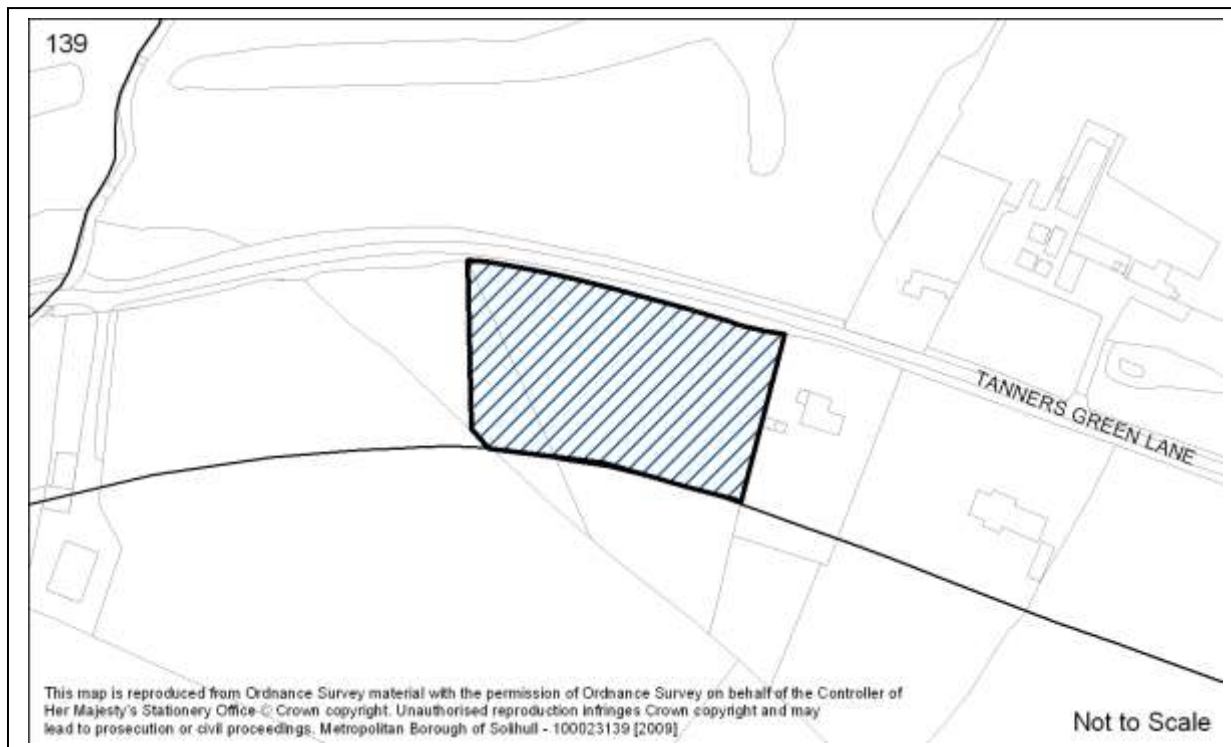 139
TANNERS GREEN LANE
This map is reproduced from Ordnance Survey material with the permission of Ordnance Survey on behalf of the Controller of
Her Majesty's Stationery Office © Crown copyright. Unauthorised reproduction infringes Crown copyright and may
lead to prosecution or civil proceedings. Metropolitan Borough of Solihull - 100023139 [2009]
Not to Scale